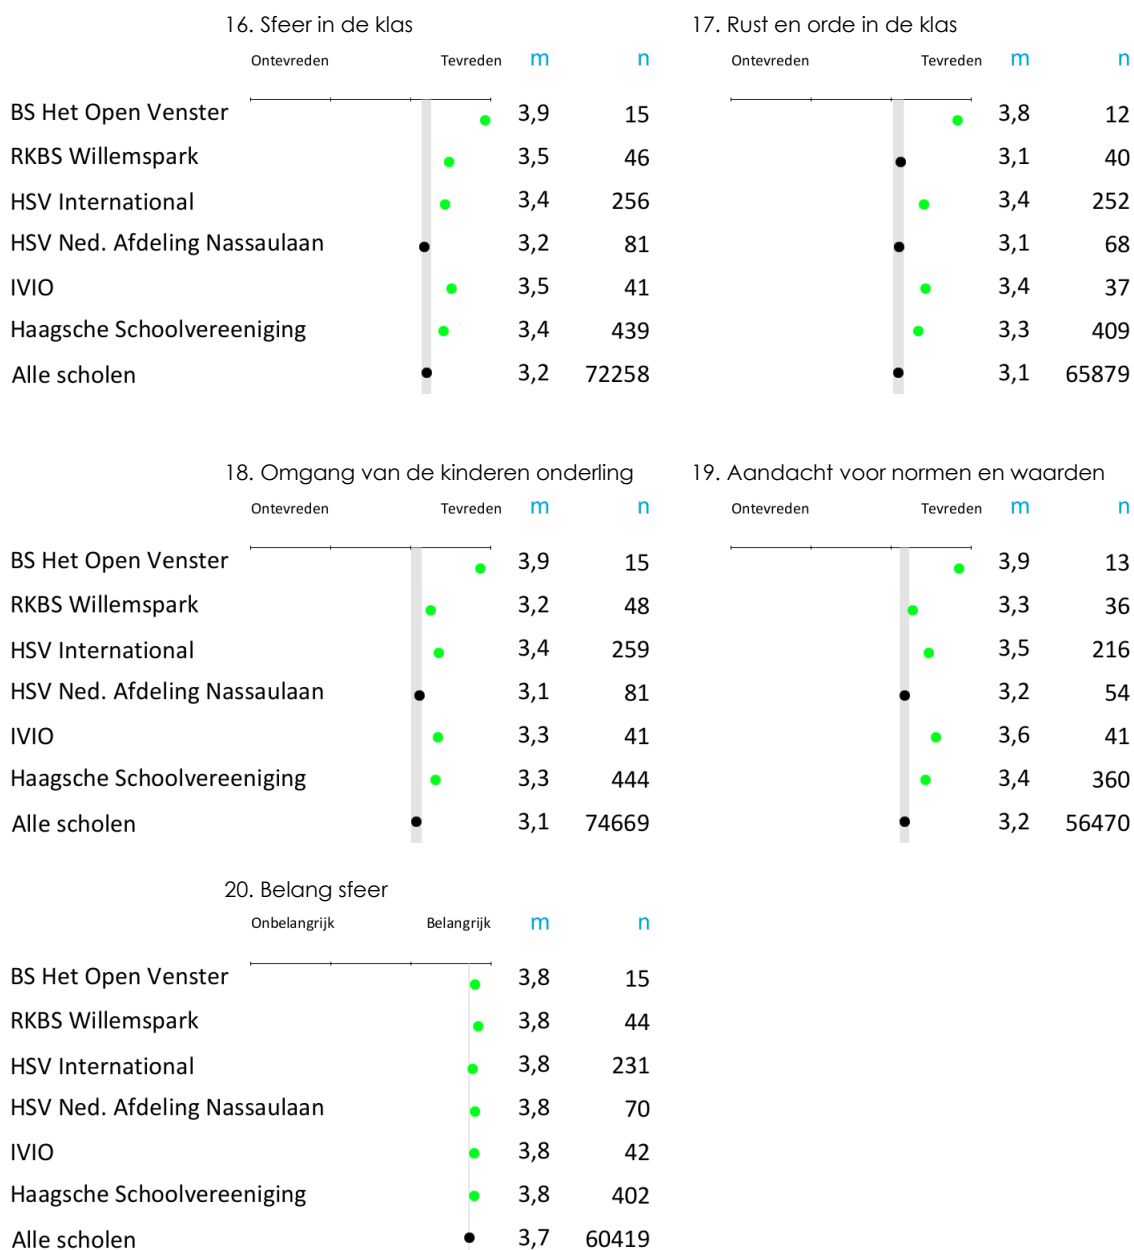 16. Sfeer in de klas
Ontevreden Tevreden m n
BS Het Open Venster 3,9 15
RKBS Willemspark 3,5 46
HSV International 3,4 256
HSV Ned. Afdeling Nassaulaan 3,2 81
IVIO 3,5 41
Haagsche Schoolvereeniging 3,4 439
Alle scholen 3,2 72258
17. Rust en orde in de klas
Ontevreden Tevreden m n
3,8 12
3,1 40
3,4 252
3,1 68
3,4 37
3,3 409
3,1 65879
18. Omgang van de kinderen onderling
Ontevreden Tevreden m n
BS Het Open Venster 3,9 15
RKBS Willemspark 3,2 48
HSV International 3,4 259
HSV Ned. Afdeling Nassaulaan 3,1 81
IVIO 3,3 41
Haagsche Schoolvereeniging 3,3 444
Alle scholen 3,1 74669
19. Aandacht voor normen en waarden
Ontevreden Tevreden m n
3,9 13
3,3 36
3,5 216
3,2 54
3,6 41
3,4 360
3,2 56470
20. Belang sfeer
Onbelangrijk Belangrijk m n
BS Het Open Venster 3,8 15
RKBS Willemspark 3,8 44
HSV International 3,8 231
HSV Ned. Afdeling Nassaulaan 3,8 70
IVIO 3,8 42
Haagsche Schoolvereeniging 3,8 402
Alle scholen 3,7 60419